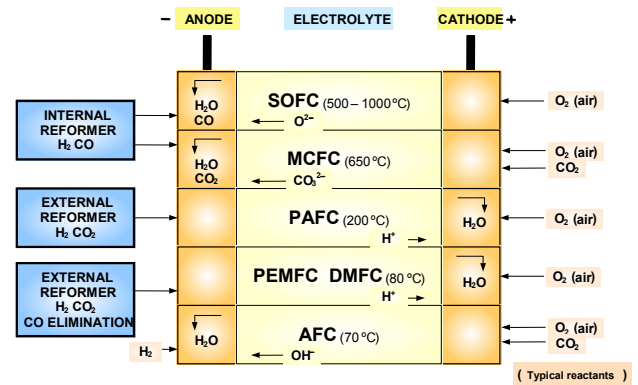 − ANODE ELECTROLYTE CATHODE +
INTERNAL
REFORMER
H₂ CO
H₂O
CO
SOFC (500 – 1000 ºC)
O²⁻
O₂ (air)
H₂O
CO₂
MCFC (650 ºC)
CO₃²⁻
O₂ (air)
CO₂
EXTERNAL
REFORMER
H₂ CO₂
PAFC (200 ºC)
H⁺
H₂O
O₂ (air)
EXTERNAL
REFORMER
H₂ CO₂
CO ELIMINATION
PEMFC DMFC (80 ºC)
H⁺
H₂O
O₂ (air)
H₂
H₂O
AFC (70 ºC)
OH⁻
O₂ (air)
CO₂
( Typical reactants )